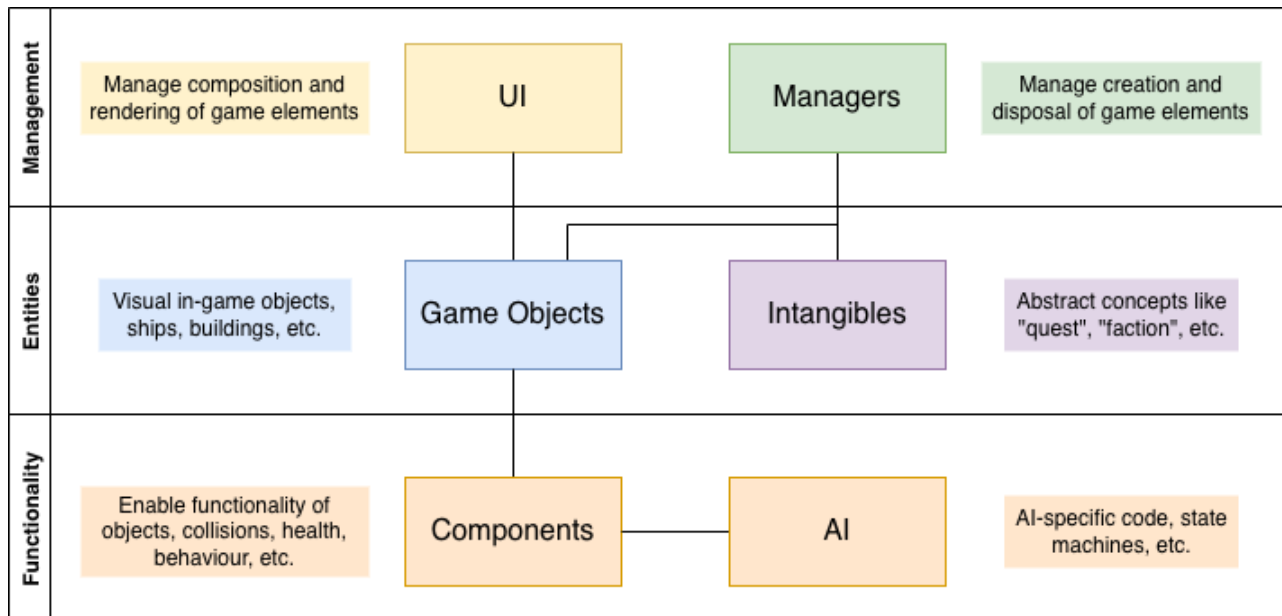 Management
Manage composition and
rendering of game elements
UI
Managers
Manage creation and
disposal of game elements
Entities
Visual in-game objects,
ships, buildings, etc.
Game Objects
Intangibles
Abstract concepts like
"quest", "faction", etc.
Functionality
Enable functionality of
objects, collisions, health,
behaviour, etc.
Components
AI
AI-specific code, state
machines, etc.